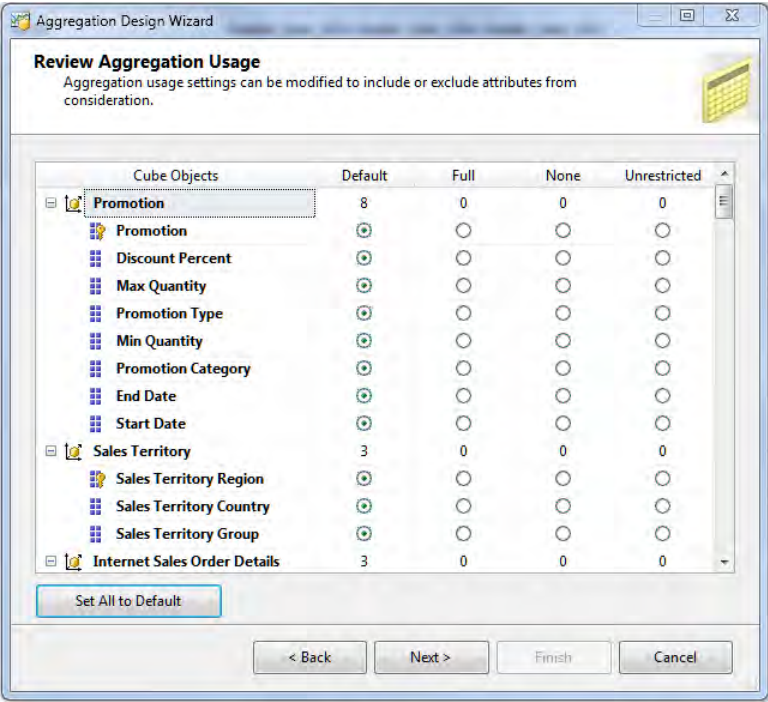 Aggregation Design Wizard
Review Aggregation Usage
Aggregation usage settings can be modified to include or exclude attributes from
consideration.
Cube Objects Default Full None Unrestricted
Promotion 8 0 0 0
Promotion
Discount Percent
Max Quantity
Promotion Type
Min Quantity
Promotion Category
End Date
Start Date
Sales Territory 3 0 0 0
Sales Territory Region
Sales Territory Country
Sales Territory Group
Internet Sales Order Details 3 0 0 0
Set All to Default
< Back Next > Finish Cancel